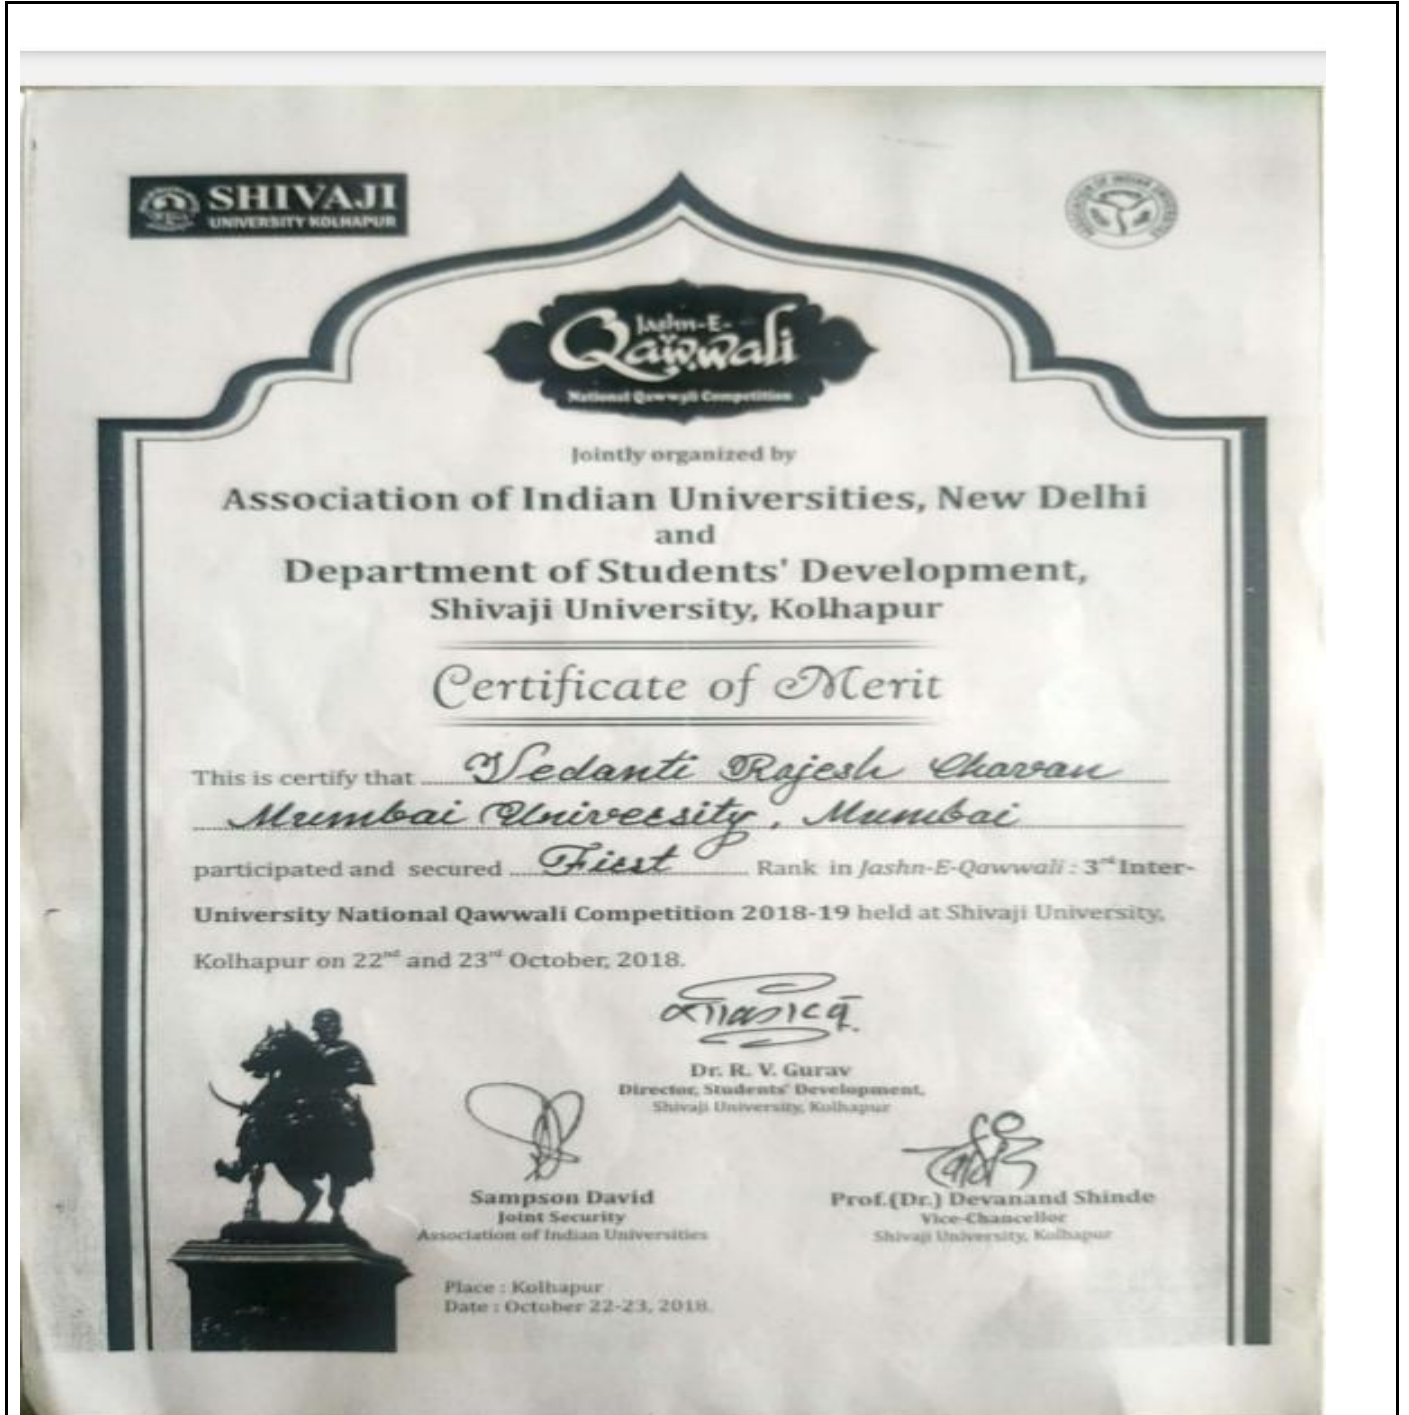 SHIVAJI
UNIVERSITY KOLHAPUR
ASSOCIATION OF INDIAN UNIVERSITIES
Jashn-E-
Qawwali
National Qawwali Competition
Jointly organized by
Association of Indian Universities, New Delhi
and
Department of Students' Development,
Shivaji University, Kolhapur
Certificate of Merit
This is certify that Vedanti Rajesh Chavan
Mumbai University, Mumbai
participated and secured First Rank in Jashn-E-Qawwali : 3rd Inter-
University National Qawwali Competition 2018-19 held at Shivaji University,
Kolhapur on 22nd and 23rd October, 2018.
Dr. R. V. Gurav
Director, Students' Development,
Shivaji University, Kolhapur
Sampson David
Joint Security
Association of Indian Universities
Prof.(Dr.) Devanand Shinde
Vice-Chancellor
Shivaji University, Kolhapur
Place : Kolhapur
Date : October 22-23, 2018.